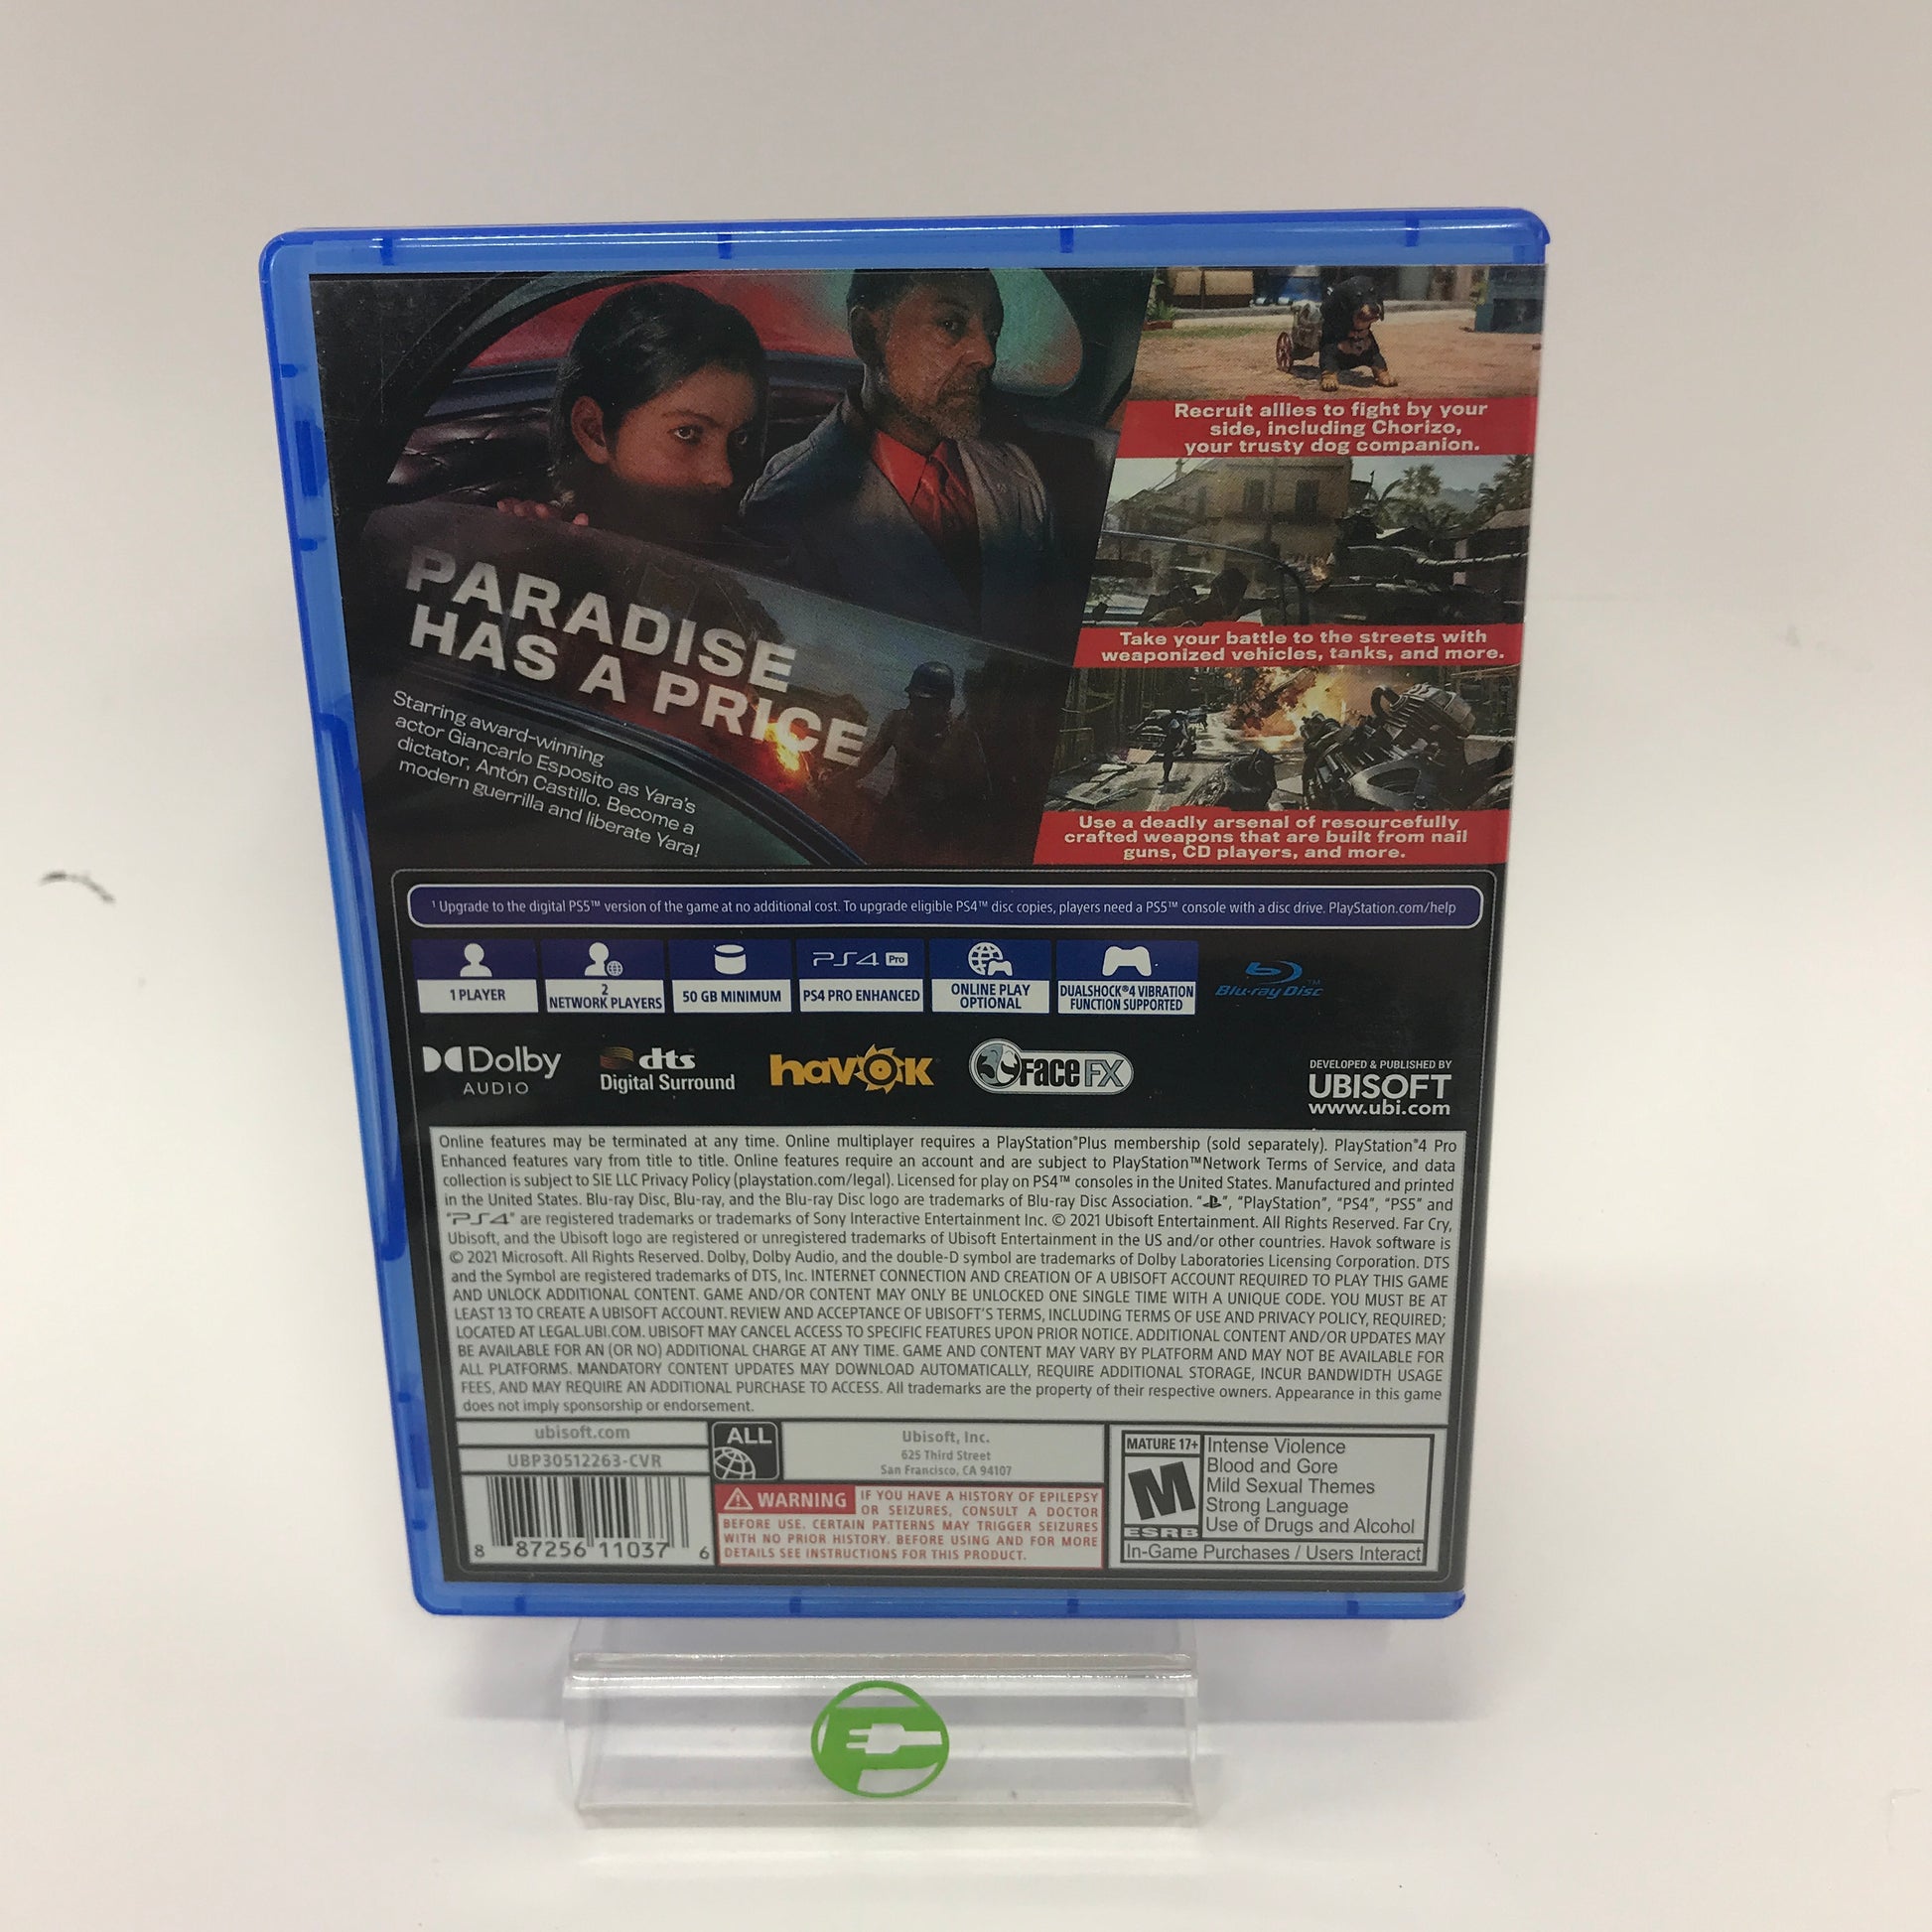 PARADISE
HAS A PRICE
Starring award-winning
actor Giancarlo Esposito as Yara's
dictator, Antón Castillo. Become a
modern guerrilla and liberate Yara!
Recruit allies to fight by your
side, including Chorizo,
your trusty dog companion.
Take your battle to the streets with
weaponized vehicles, tanks, and more.
Use a deadly arsenal of resourcefully
crafted weapons that are built from nail
guns, CD players, and more.
¹ Upgrade to the digital PS5™ version of the game at no additional cost. To upgrade eligible PS4™ disc copies, players need a PS5™ console with a disc drive. PlayStation.com/help
1 PLAYER
2
NETWORK PLAYERS
50 GB MINIMUM
PS4 Pro
PS4 PRO ENHANCED
ONLINE PLAY
OPTIONAL
DUALSHOCK®4 VIBRATION
FUNCTION SUPPORTED
Blu-ray Disc™
Dolby
AUDIO
dts
Digital Surround
havok
FaceFX
DEVELOPED & PUBLISHED BY
UBISOFT
www.ubi.com
Online features may be terminated at any time. Online multiplayer requires a PlayStation®Plus membership (sold separately). PlayStation®4 Pro
Enhanced features vary from title to title. Online features require an account and are subject to PlayStation™Network Terms of Service, and data
collection is subject to SIE LLC Privacy Policy (playstation.com/legal). Licensed for play on PS4™ consoles in the United States. Manufactured and printed
in the United States. Blu-ray Disc, Blu-ray, and the Blu-ray Disc logo are trademarks of Blu-ray Disc Association. "", "PlayStation", "PS4", "PS5" and
"PS4" are registered trademarks or trademarks of Sony Interactive Entertainment Inc. © 2021 Ubisoft Entertainment. All Rights Reserved. Far Cry,
Ubisoft, and the Ubisoft logo are registered or unregistered trademarks of Ubisoft Entertainment in the US and/or other countries. Havok software is
© 2021 Microsoft. All Rights Reserved. Dolby, Dolby Audio, and the double-D symbol are trademarks of Dolby Laboratories Licensing Corporation. DTS
and the Symbol are registered trademarks of DTS, Inc. INTERNET CONNECTION AND CREATION OF A UBISOFT ACCOUNT REQUIRED TO PLAY THIS GAME
AND UNLOCK ADDITIONAL CONTENT. GAME AND/OR CONTENT MAY ONLY BE UNLOCKED ONE SINGLE TIME WITH A UNIQUE CODE. YOU MUST BE AT
LEAST 13 TO CREATE A UBISOFT ACCOUNT. REVIEW AND ACCEPTANCE OF UBISOFT'S TERMS, INCLUDING TERMS OF USE AND PRIVACY POLICY, REQUIRED;
LOCATED AT LEGAL.UBI.COM. UBISOFT MAY CANCEL ACCESS TO SPECIFIC FEATURES UPON PRIOR NOTICE. ADDITIONAL CONTENT AND/OR UPDATES MAY
BE AVAILABLE FOR AN (OR NO) ADDITIONAL CHARGE AT ANY TIME. GAME AND CONTENT MAY VARY BY PLATFORM AND MAY NOT BE AVAILABLE FOR
ALL PLATFORMS. MANDATORY CONTENT UPDATES MAY DOWNLOAD AUTOMATICALLY, REQUIRE ADDITIONAL STORAGE, INCUR BANDWIDTH USAGE
FEES, AND MAY REQUIRE AN ADDITIONAL PURCHASE TO ACCESS. All trademarks are the property of their respective owners. Appearance in this game
does not imply sponsorship or endorsement.
ubisoft.com
UBP30512263-CVR
8 87256 11037 6
ALL
Ubisoft, Inc.
625 Third Street
San Francisco, CA 94107
WARNING IF YOU HAVE A HISTORY OF EPILEPSY
OR SEIZURES, CONSULT A DOCTOR
BEFORE USE. CERTAIN PATTERNS MAY TRIGGER SEIZURES
WITH NO PRIOR HISTORY. BEFORE USING AND FOR MORE
DETAILS SEE INSTRUCTIONS FOR THIS PRODUCT.
MATURE 17+
M
ESRB
Intense Violence
Blood and Gore
Mild Sexual Themes
Strong Language
Use of Drugs and Alcohol
In-Game Purchases / Users Interact